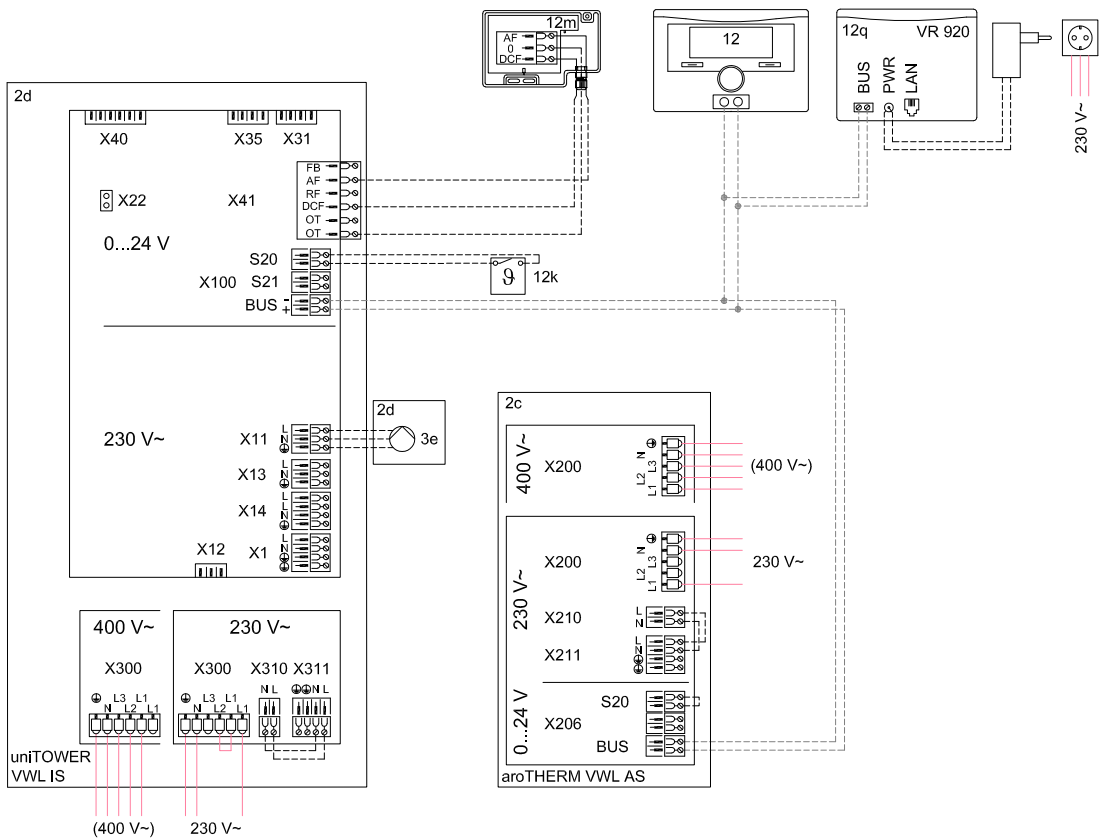 12m
AF
0
DCF
12
12q
VR 920
BUS
PWR
LAN
230 V~
2d
X40
X35
X31
X22
X41
FB
AF
RF
DCF
OT
OT
0...24 V
S20
X100
S21
BUS
-
+
12k
ϑ
230 V~
X11
L
N
X13
L
N
X14
L
L
N
X1
L
N
X12
2d
3e
2c
400 V~
X200
N
L3
L2
L1
(400 V~)
230 V~
X200
N
L3
L2
L1
230 V~
X210
L
N
X211
L
N
0...24 V
S20
X206
BUS
aroTHERM VWL AS
400 V~
X300
L3
L1
N
L2
L1
230 V~
X300
X310
X311
N L
N L
L3
L1
N
L2
L1
uniTOWER
VWL IS
(400 V~)
230 V~